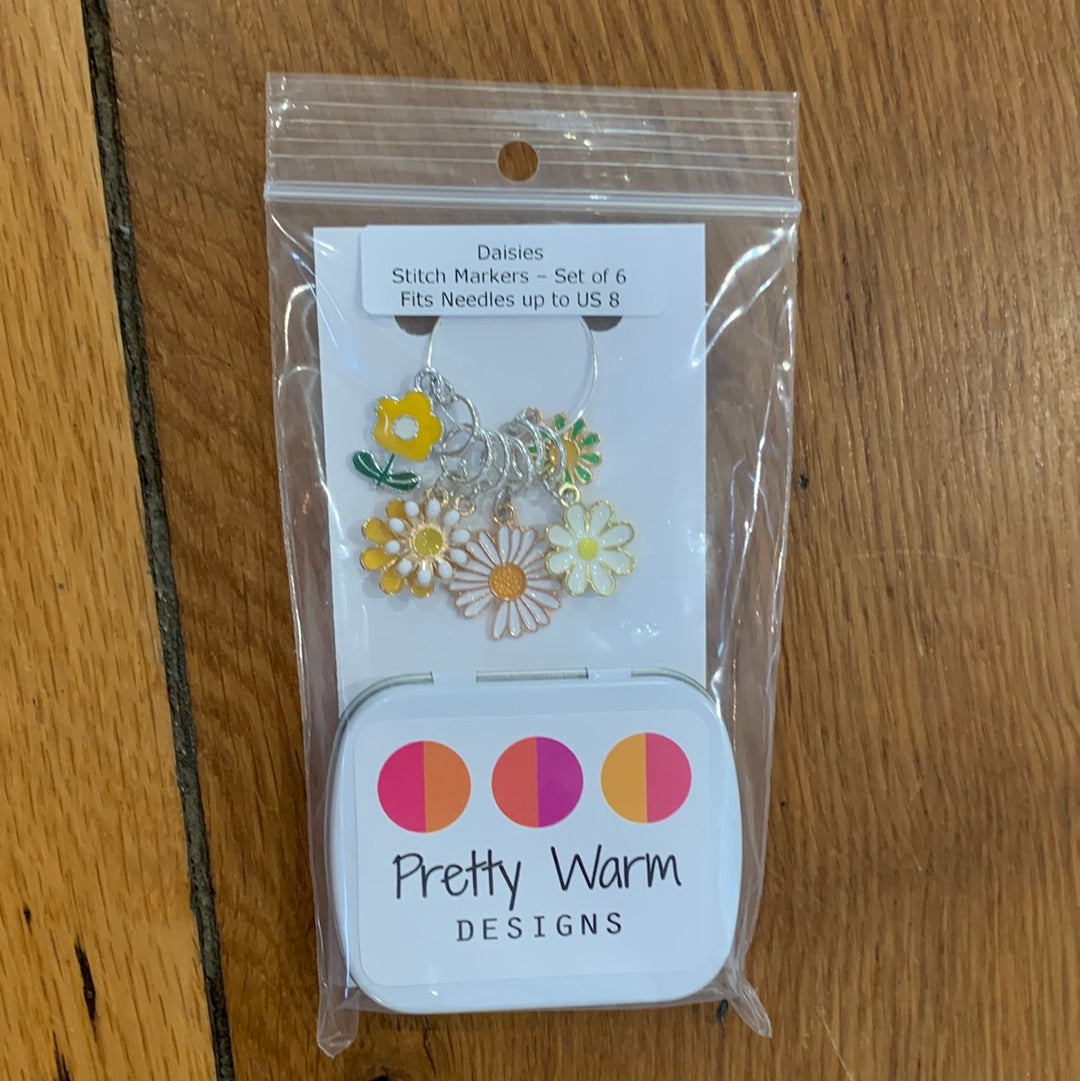 Daisies
Stitch Markers – Set of 6
Fits Needles up to US 8
Pretty Warm
DESIGNS